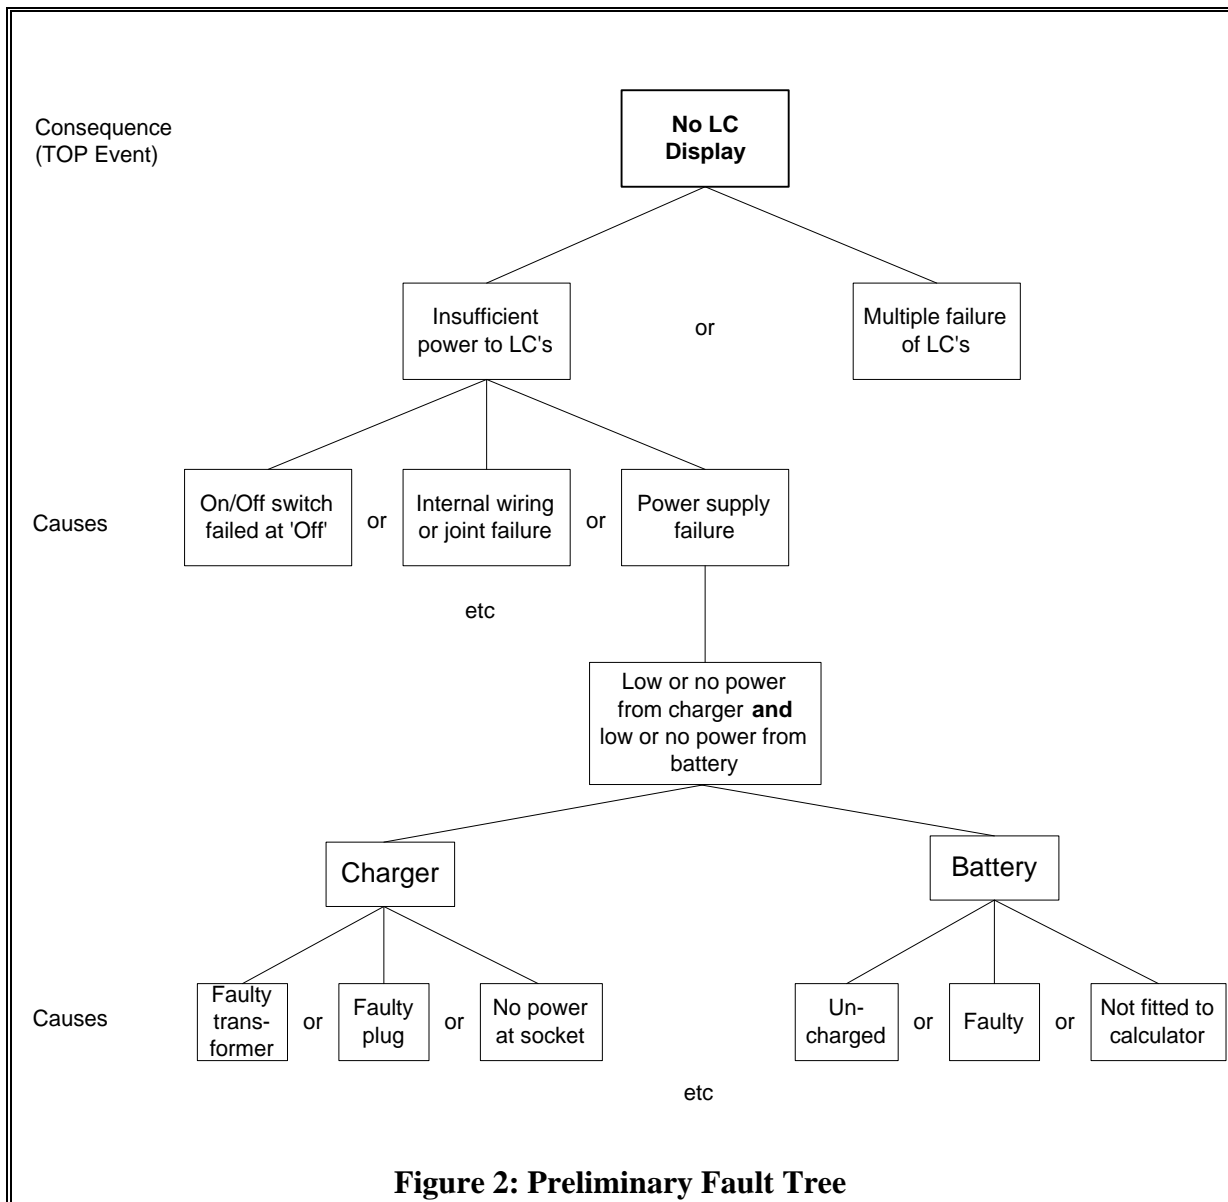 Consequence
(TOP Event)
No LC
Display
Insufficient
power to LC's
or
Multiple failure
of LC's
Causes
On/Off switch
failed at 'Off'
or
Internal wiring
or joint failure
or
Power supply
failure
etc
Low or no power
from charger and
low or no power from
battery
Charger
Battery
Causes
Faulty
trans-
former
or
Faulty
plug
or
No power
at socket
Un-
charged
or
Faulty
or
Not fitted to
calculator
etc
Figure 2: Preliminary Fault Tree